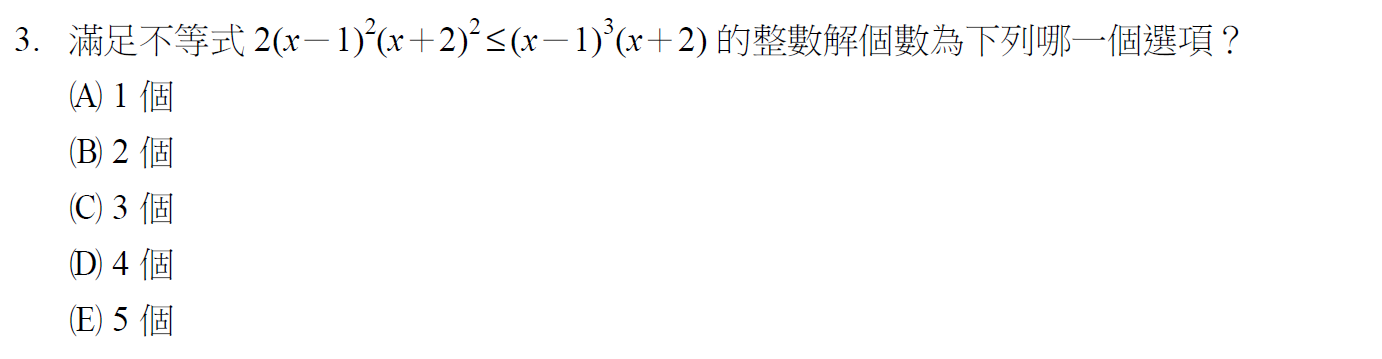 3. 滿足不等式 2(x－1)²(x＋2)²≤(x－1)³(x＋2) 的整數解個數為下列哪一個選項？
(A) 1 個
(B) 2 個
(C) 3 個
(D) 4 個
(E) 5 個